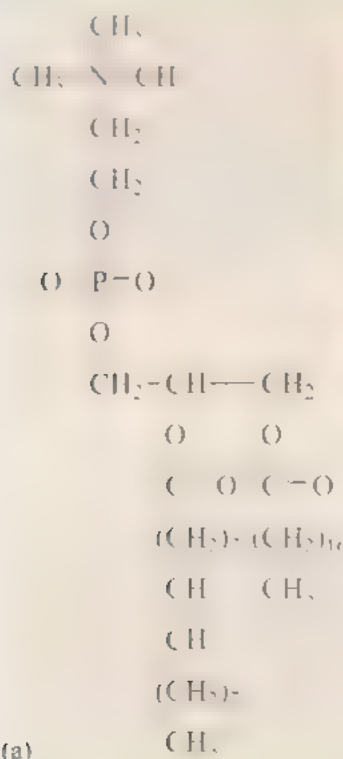 CH₃
CH₃ N CH₃
CH₂
CH₂
O
O P–O
O
CH₂–CH—CH₂
O O
C O C=O
(CH₂)₇ (CH₂)₁₆
CH CH₃
CH
(CH₂)₇
(a) CH₃